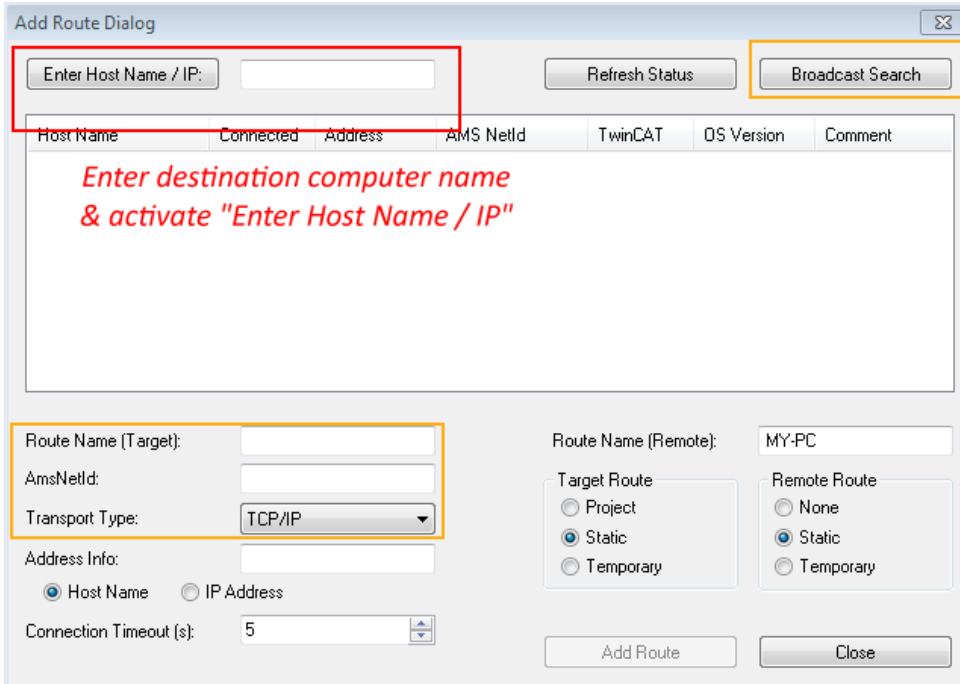 Add Route Dialog
Enter Host Name / IP:
Refresh Status
Broadcast Search
Host Name Connected Address AMS NetId TwinCAT OS Version Comment
Enter destination computer name
& activate "Enter Host Name / IP"
Route Name (Target):
Route Name (Remote): MY-PC
AmsNetId:
Target Route
Remote Route
Transport Type: TCP/IP
Project
None
Static
Static
Address Info:
Temporary
Temporary
Host Name
IP Address
Connection Timeout (s): 5
Add Route
Close